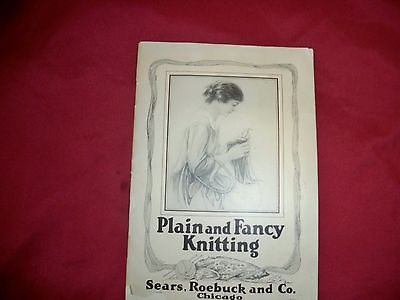 Plain and Fancy
Knitting
Sears, Roebuck and Co.
Chicago